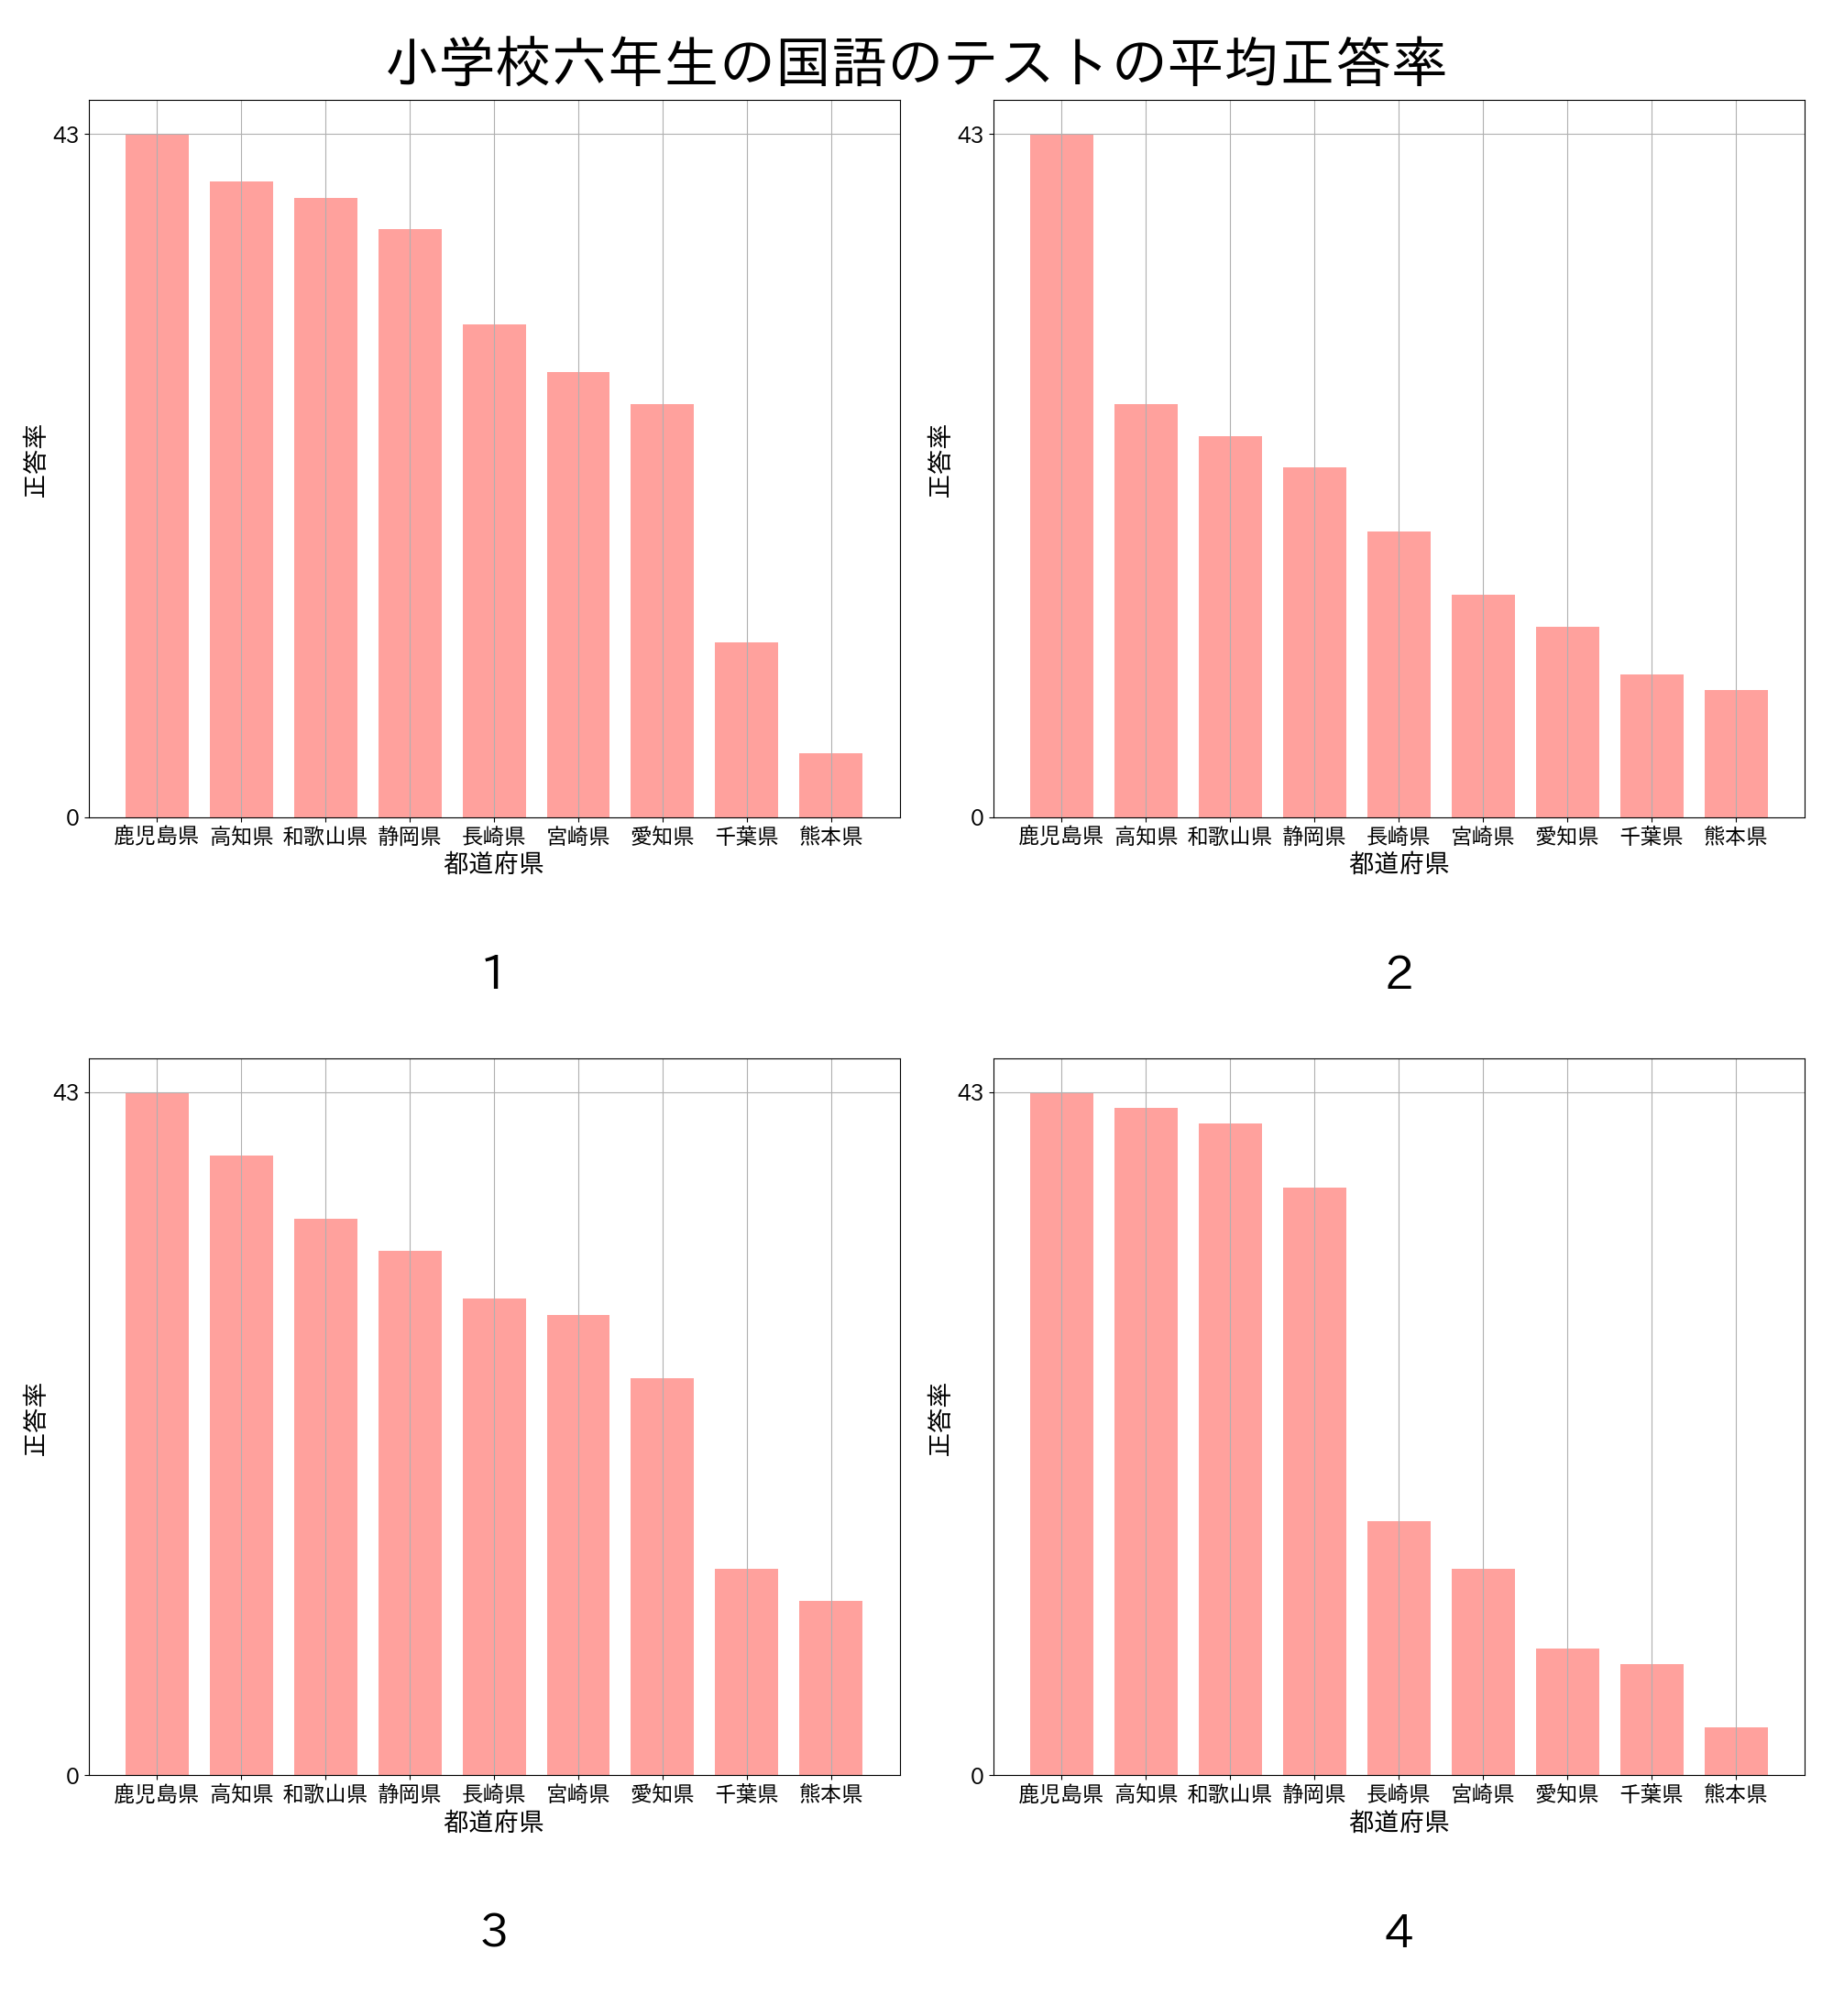 小学校六年生の国語のテストの平均正答率
43
0
正答率
鹿児島県 高知県 和歌山県 静岡県 長崎県 宮崎県 愛知県 千葉県 熊本県
都道府県
1
43
0
正答率
鹿児島県 高知県 和歌山県 静岡県 長崎県 宮崎県 愛知県 千葉県 熊本県
都道府県
2
43
0
正答率
鹿児島県 高知県 和歌山県 静岡県 長崎県 宮崎県 愛知県 千葉県 熊本県
都道府県
3
43
0
正答率
鹿児島県 高知県 和歌山県 静岡県 長崎県 宮崎県 愛知県 千葉県 熊本県
都道府県
4